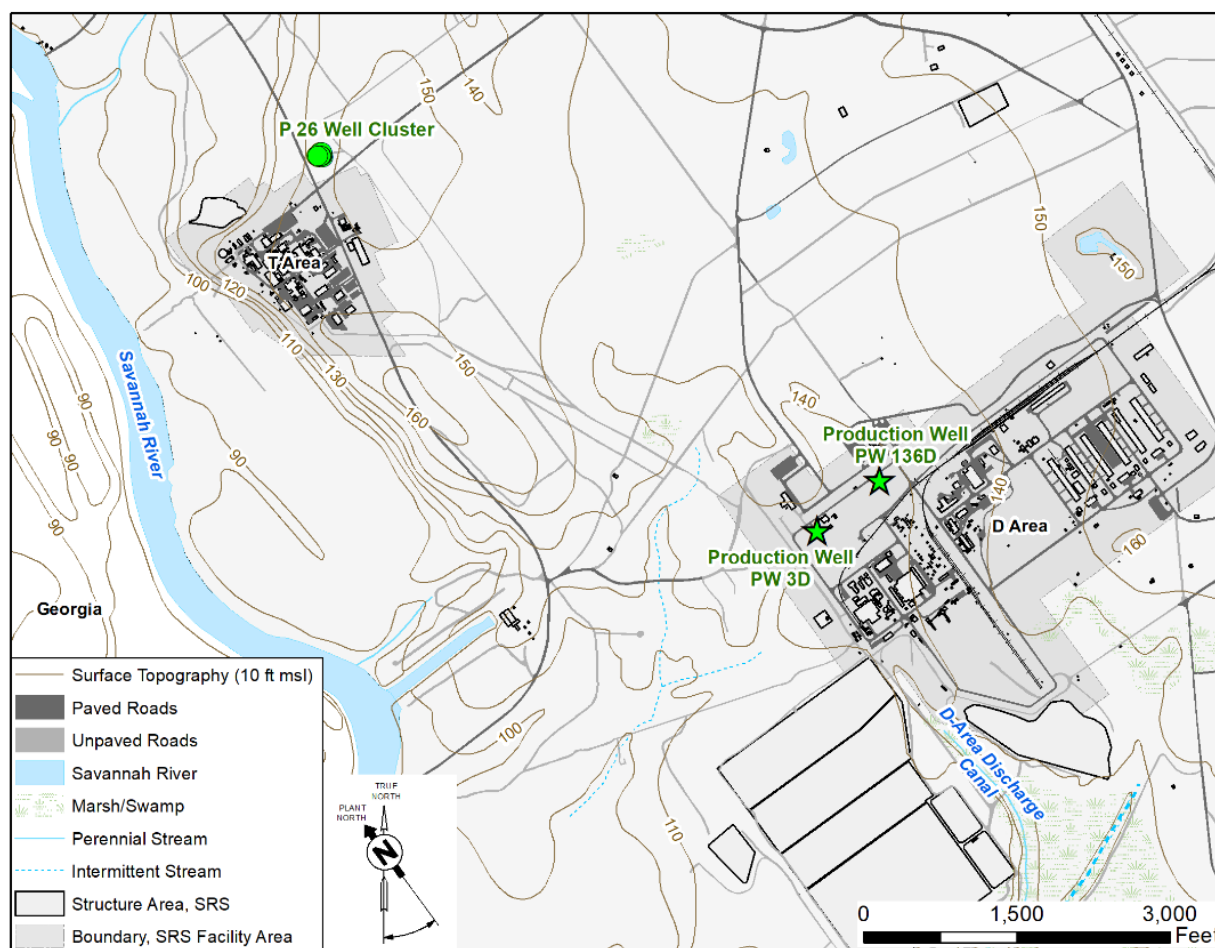 150
140
P 26 Well Cluster
150
150
T Area
100
120
110
130
150
160
140
90
90
90
90
Savannah River
Production Well
PW 136D
140
D Area
Production Well
PW 3D
160
Georgia
90
100
110
D-Area Discharge
Canal
Surface Topography (10 ft msl)
Paved Roads
Unpaved Roads
Savannah River
Marsh/Swamp
Perennial Stream
Intermittent Stream
Structure Area, SRS
Boundary, SRS Facility Area
TRUE
NORTH
PLANT
NORTH
N
0 1,500 3,000
Feet